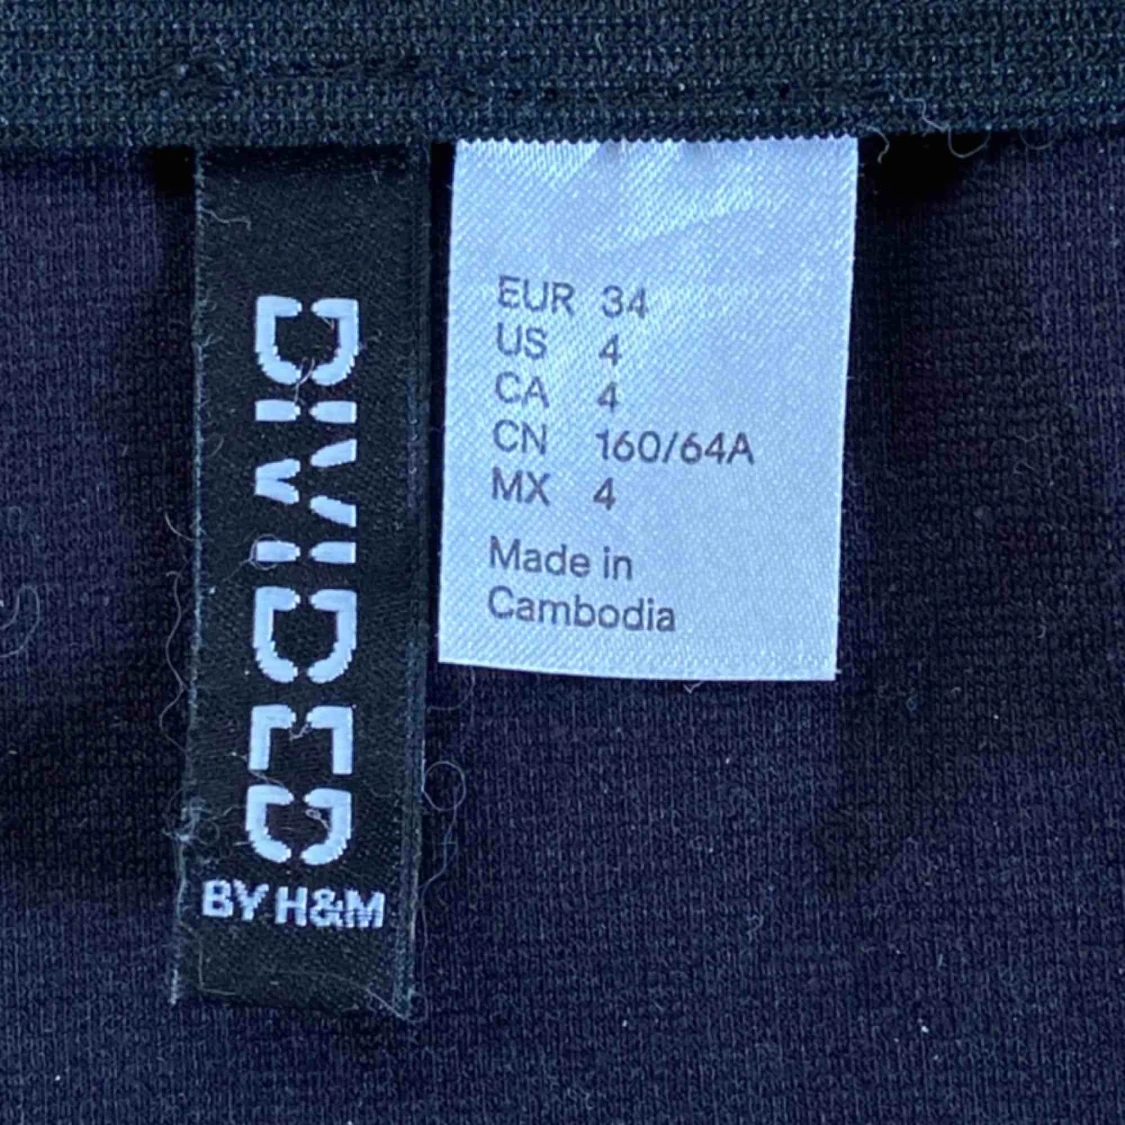 DIVIDED
BY H&M
EUR 34
US 4
CA 4
CN 160/64A
MX 4
Made in
Cambodia